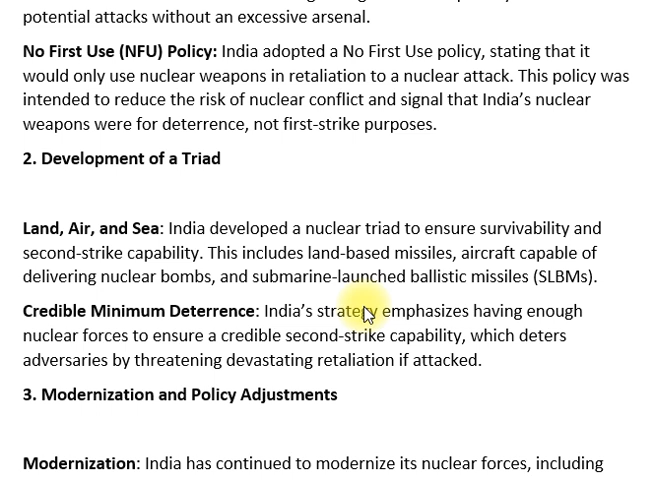 potential attacks without an excessive arsenal.
No First Use (NFU) Policy: India adopted a No First Use policy, stating that it
would only use nuclear weapons in retaliation to a nuclear attack. This policy was
intended to reduce the risk of nuclear conflict and signal that India’s nuclear
weapons were for deterrence, not first-strike purposes.
2. Development of a Triad
Land, Air, and Sea: India developed a nuclear triad to ensure survivability and
second-strike capability. This includes land-based missiles, aircraft capable of
delivering nuclear bombs, and submarine-launched ballistic missiles (SLBMs).
Credible Minimum Deterrence: India’s strategy emphasizes having enough
nuclear forces to ensure a credible second-strike capability, which deters
adversaries by threatening devastating retaliation if attacked.
3. Modernization and Policy Adjustments
Modernization: India has continued to modernize its nuclear forces, including